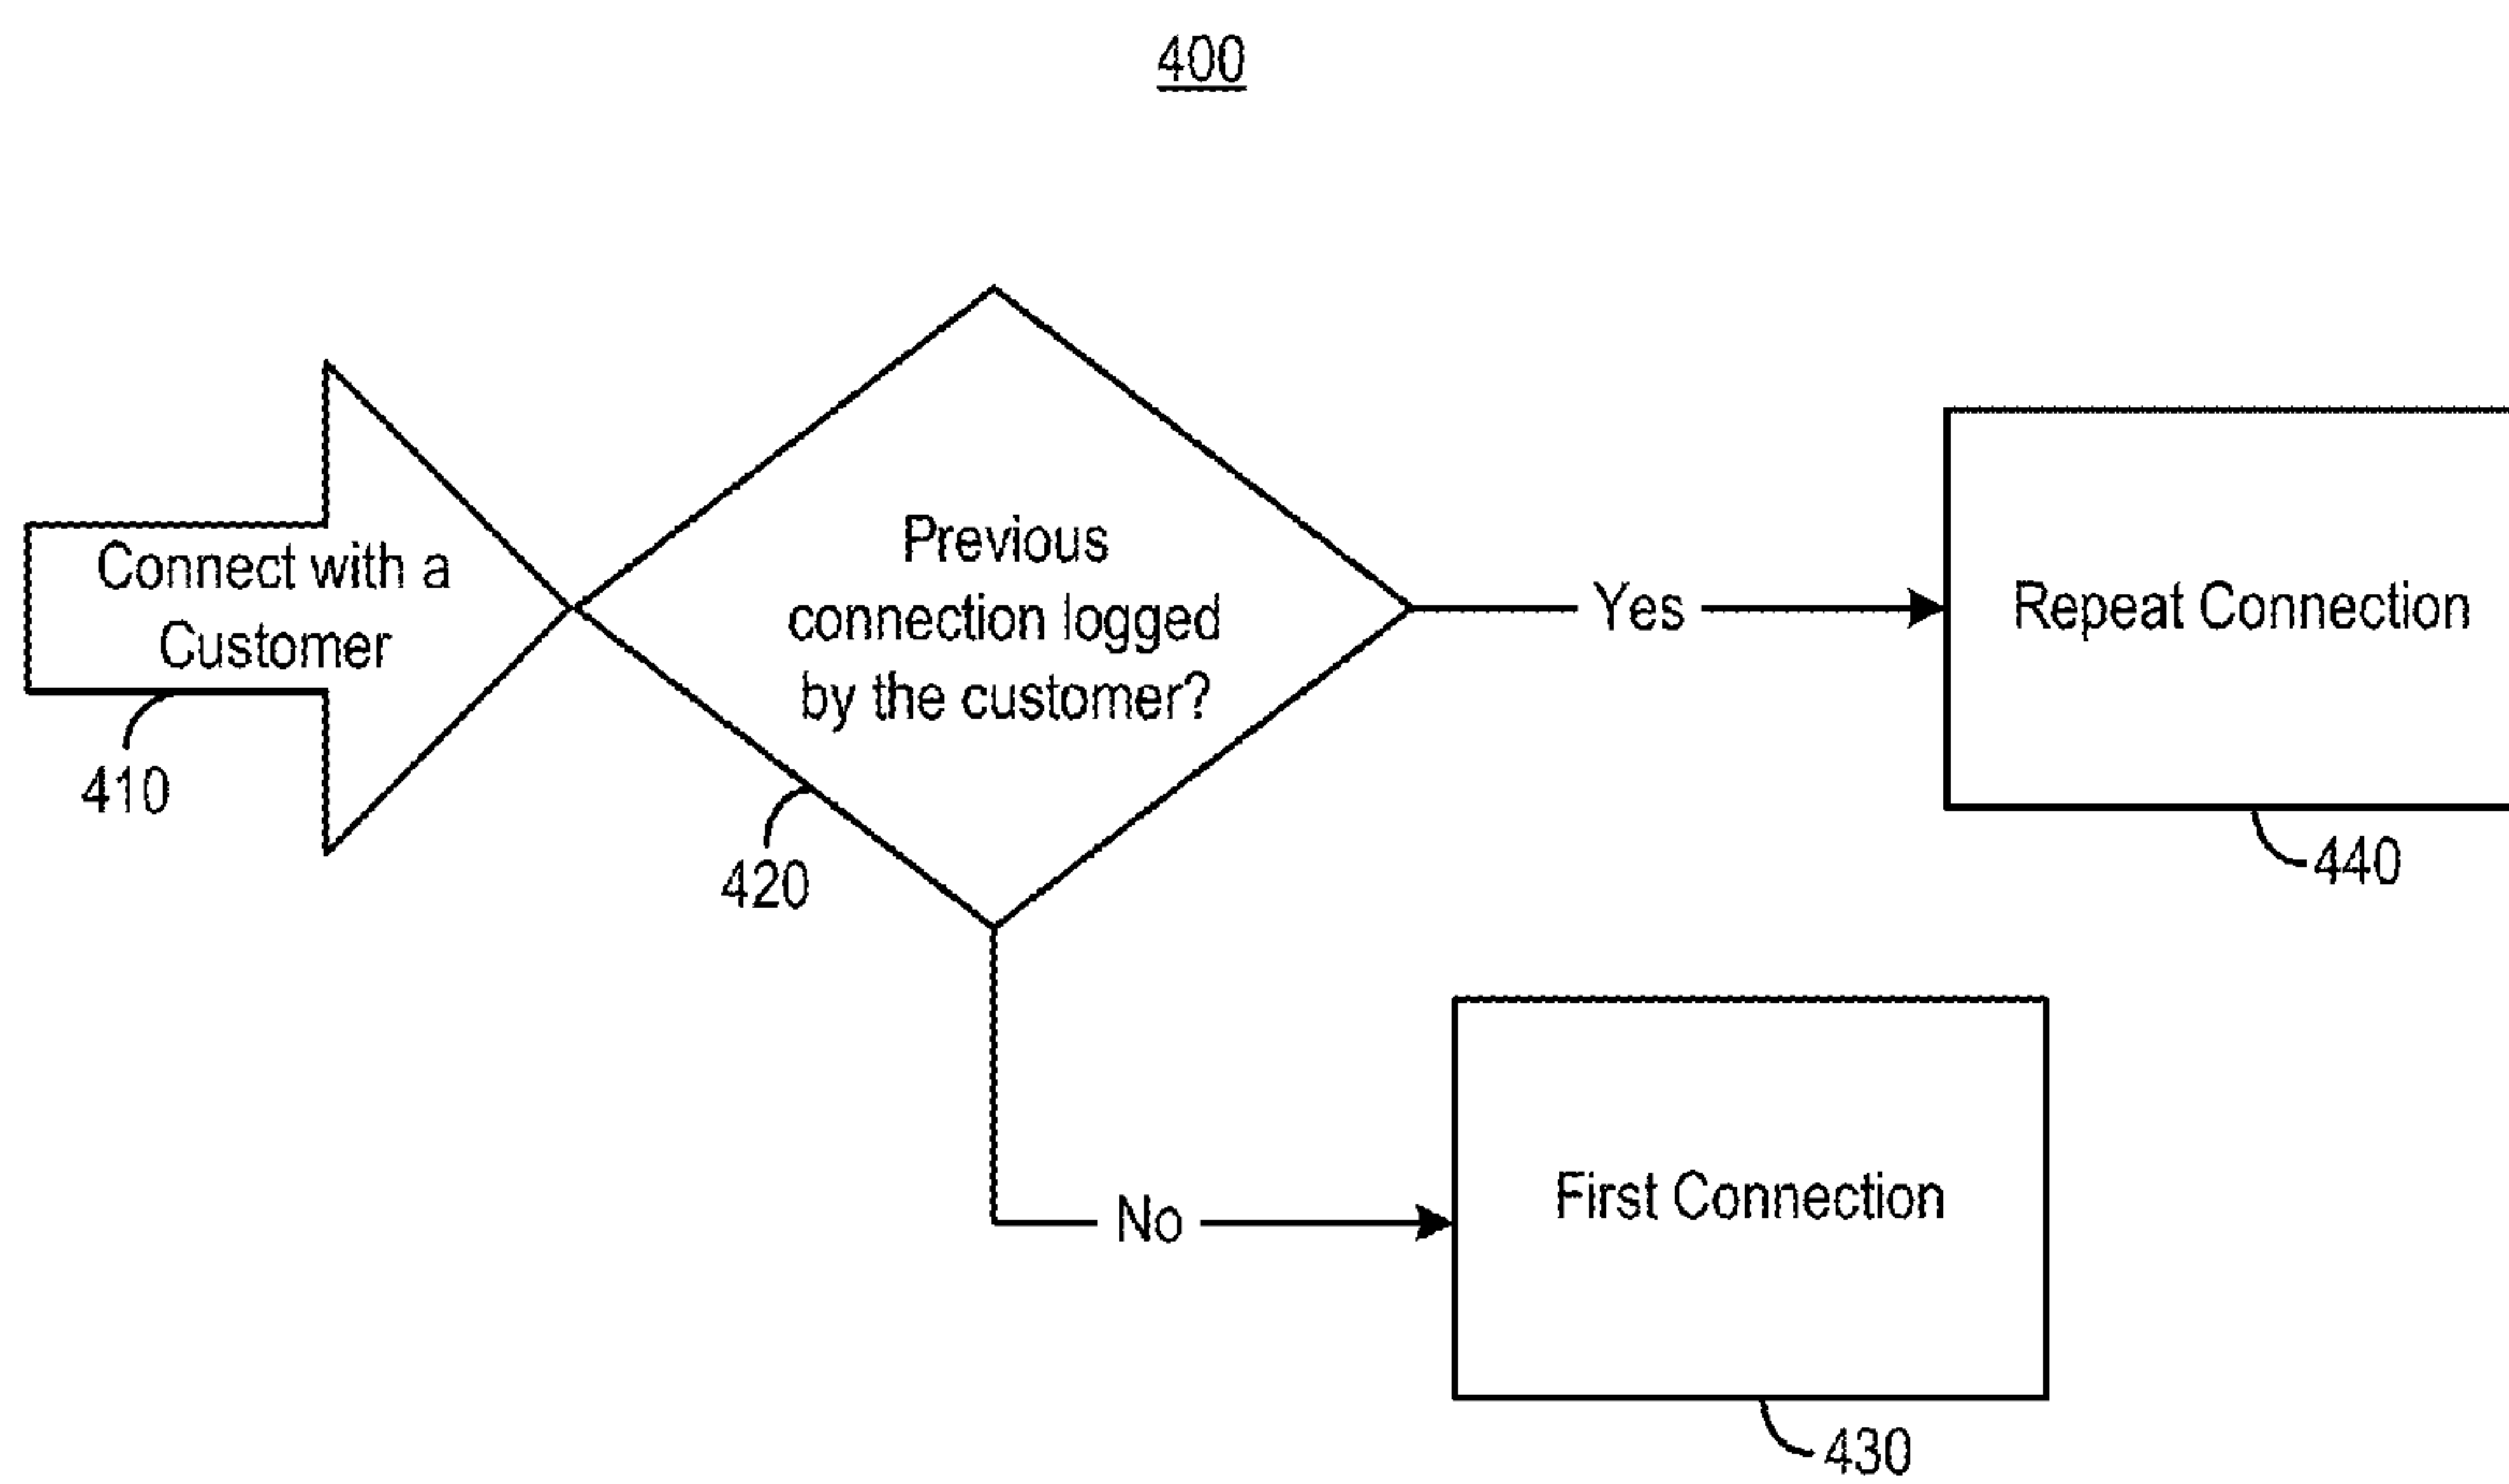 400
Connect with a
Customer
410
Previous
connection logged
by the customer?
420
Yes
Repeat Connection
440
No
First Connection
430